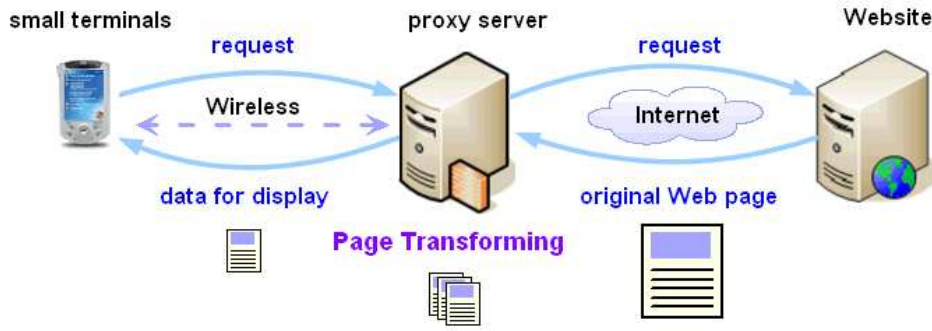 small terminals
proxy server
Website
request
request
Wireless
Internet
data for display
original Web page
Page Transforming